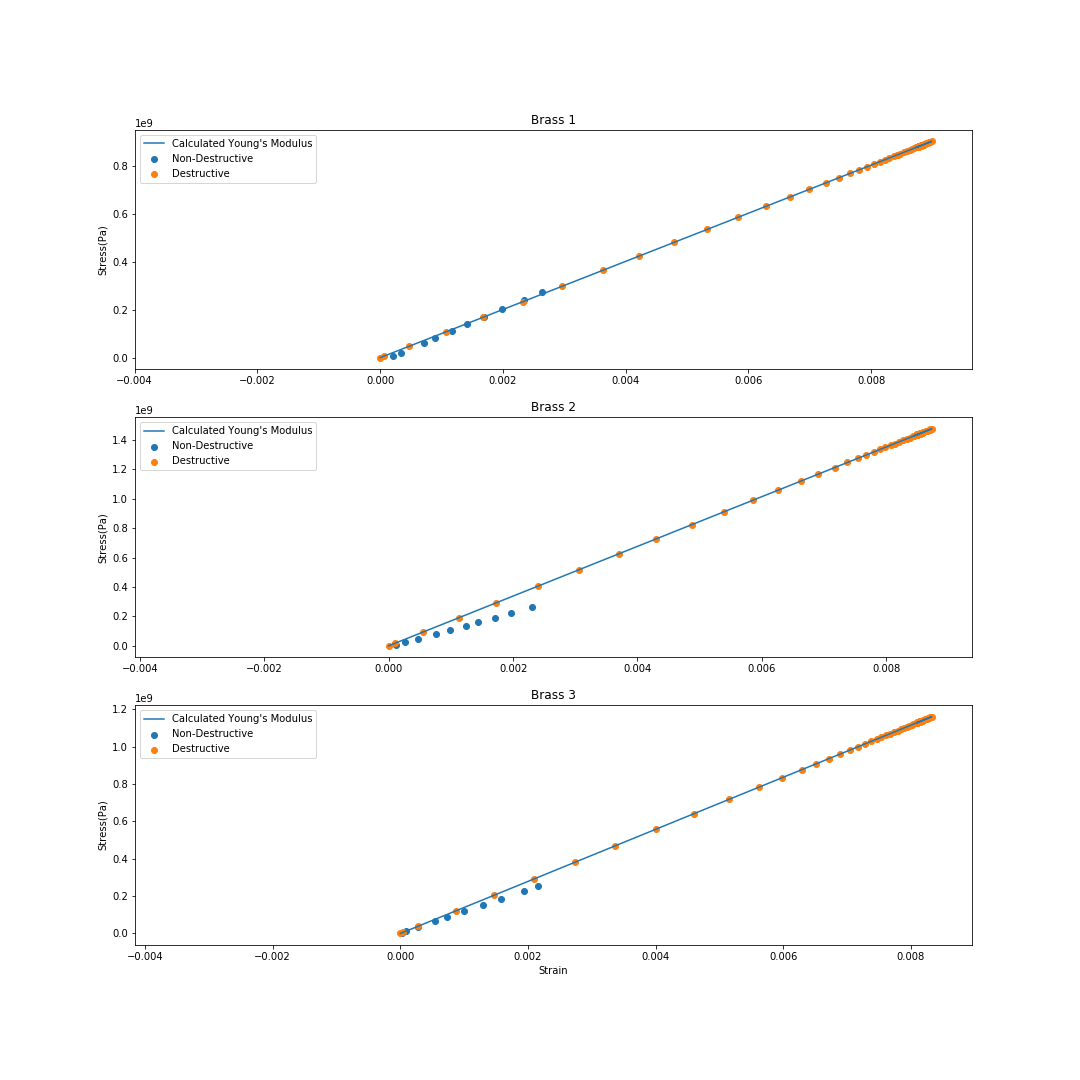 Brass 1
1e9
Calculated Young's Modulus
Non-Destructive
Destructive
Stress(Pa)
0.8
0.6
0.4
0.2
0.0
−0.004 −0.002 0.000 0.002 0.004 0.006 0.008
Brass 2
1e9
Calculated Young's Modulus
Non-Destructive
Destructive
Stress(Pa)
1.4
1.2
1.0
0.8
0.6
0.4
0.2
0.0
−0.004 −0.002 0.000 0.002 0.004 0.006 0.008
Brass 3
1e9
Calculated Young's Modulus
Non-Destructive
Destructive
Stress(Pa)
1.2
1.0
0.8
0.6
0.4
0.2
0.0
−0.004 −0.002 0.000 0.002 0.004 0.006 0.008
Strain